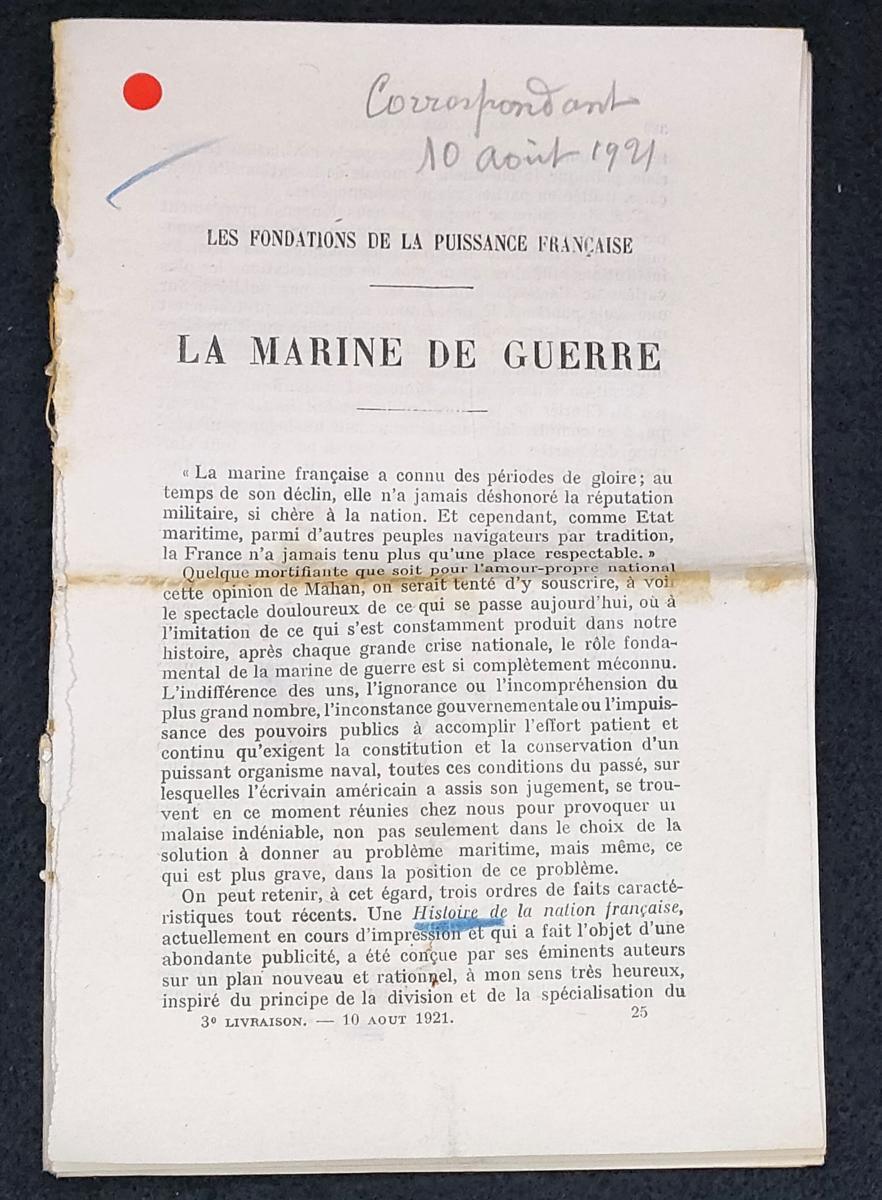 Correspondant
10 août 1921
LES FONDATIONS DE LA PUISSANCE FRANÇAISE
LA MARINE DE GUERRE
« La marine française a connu des périodes de gloire; au
temps de son déclin, elle n'a jamais déshonoré la réputation
militaire, si chère à la nation. Et cependant, comme Etat
maritime, parmi d'autres peuples navigateurs par tradition,
la France n'a jamais tenu plus qu'une place respectable. »
Quelque mortifiante que soit pour l'amour-propre national
cette opinion de Mahan, on serait tenté d'y souscrire, à voir
le spectacle douloureux de ce qui se passe aujourd'hui, où à
l'imitation de ce qui s'est constamment produit dans notre
histoire, après chaque grande crise nationale, le rôle fonda-
mental de la marine de guerre est si complètement méconnu.
L'indifférence des uns, l'ignorance ou l'incompréhension du
plus grand nombre, l'inconstance gouvernementale ou l'impuis-
sance des pouvoirs publics à accomplir l'effort patient et
continu qu'exigent la constitution et la conservation d'un
puissant organisme naval, toutes ces conditions du passé, sur
lesquelles l'écrivain américain a assis son jugement, se trou-
vent en ce moment réunies chez nous pour provoquer un
malaise indéniable, non pas seulement dans le choix de la
solution à donner au problème maritime, mais même, ce
qui est plus grave, dans la position de ce problème.
On peut retenir, à cet égard, trois ordres de faits caracté-
ristiques tout récents. Une Histoire de la nation française,
actuellement en cours d'impression et qui a fait l'objet d'une
abondante publicité, a été conçue par ses éminents auteurs
sur un plan nouveau et rationnel, à mon sens très heureux,
inspiré du principe de la division et de la spécialisation du
3e LIVRAISON. — 10 AOUT 1921. 25